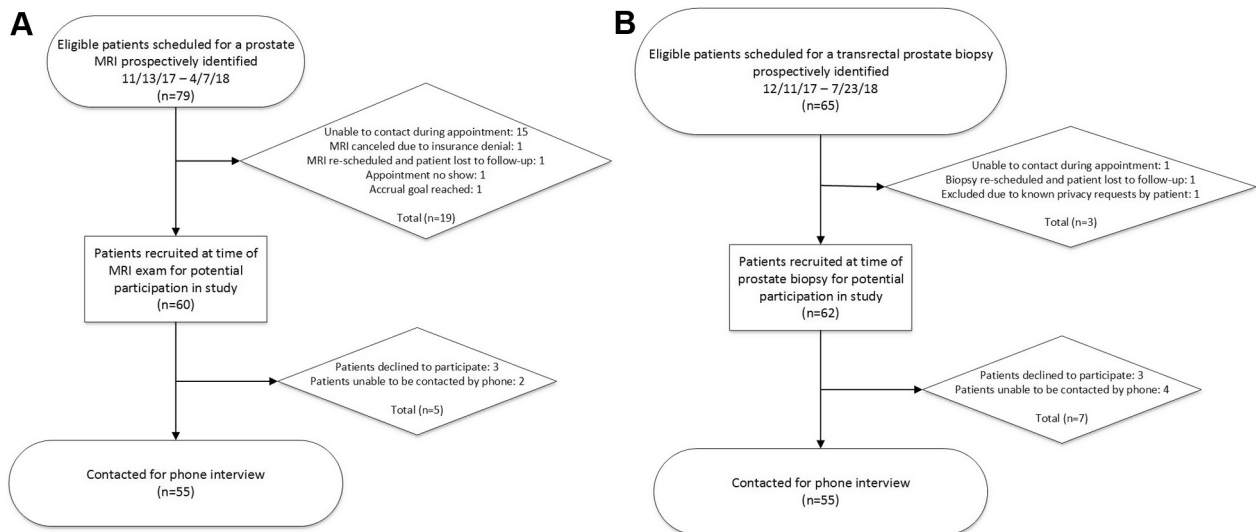 A
Eligible patients scheduled for a prostate
MRI prospectively identified
11/13/17 – 4/7/18
(n=79)
Unable to contact during appointment: 15
MRI canceled due to insurance denial: 1
MRI re-scheduled and patient lost to follow-up: 1
Appointment no show: 1
Accrual goal reached: 1
Total (n=19)
Patients recruited at time of
MRI exam for potential
participation in study
(n=60)
Patients declined to participate: 3
Patients unable to be contacted by phone: 2
Total (n=5)
Contacted for phone interview
(n=55)
B
Eligible patients scheduled for a transrectal prostate biopsy
prospectively identified
12/11/17 – 7/23/18
(n=65)
Unable to contact during appointment: 1
Biopsy re-scheduled and patient lost to follow-up: 1
Excluded due to known privacy requests by patient: 1
Total (n=3)
Patients recruited at time of
prostate biopsy for potential
participation in study
(n=62)
Patients declined to participate: 3
Patients unable to be contacted by phone: 4
Total (n=7)
Contacted for phone interview
(n=55)